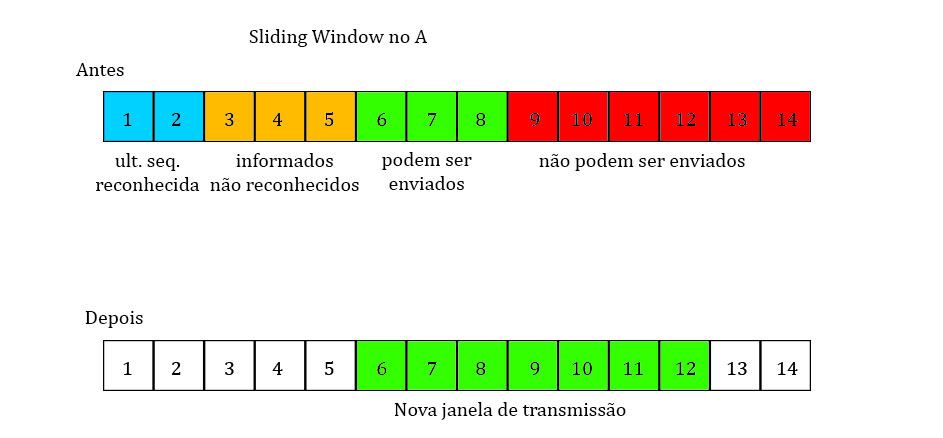 Sliding Window no A
Antes
1 2 3 4 5 6 7 8 9 10 11 12 13 14
ult. seq. informados podem ser não podem ser enviados
reconhecida não reconhecidos enviados
Depois
1 2 3 4 5 6 7 8 9 10 11 12 13 14
Nova janela de transmissão